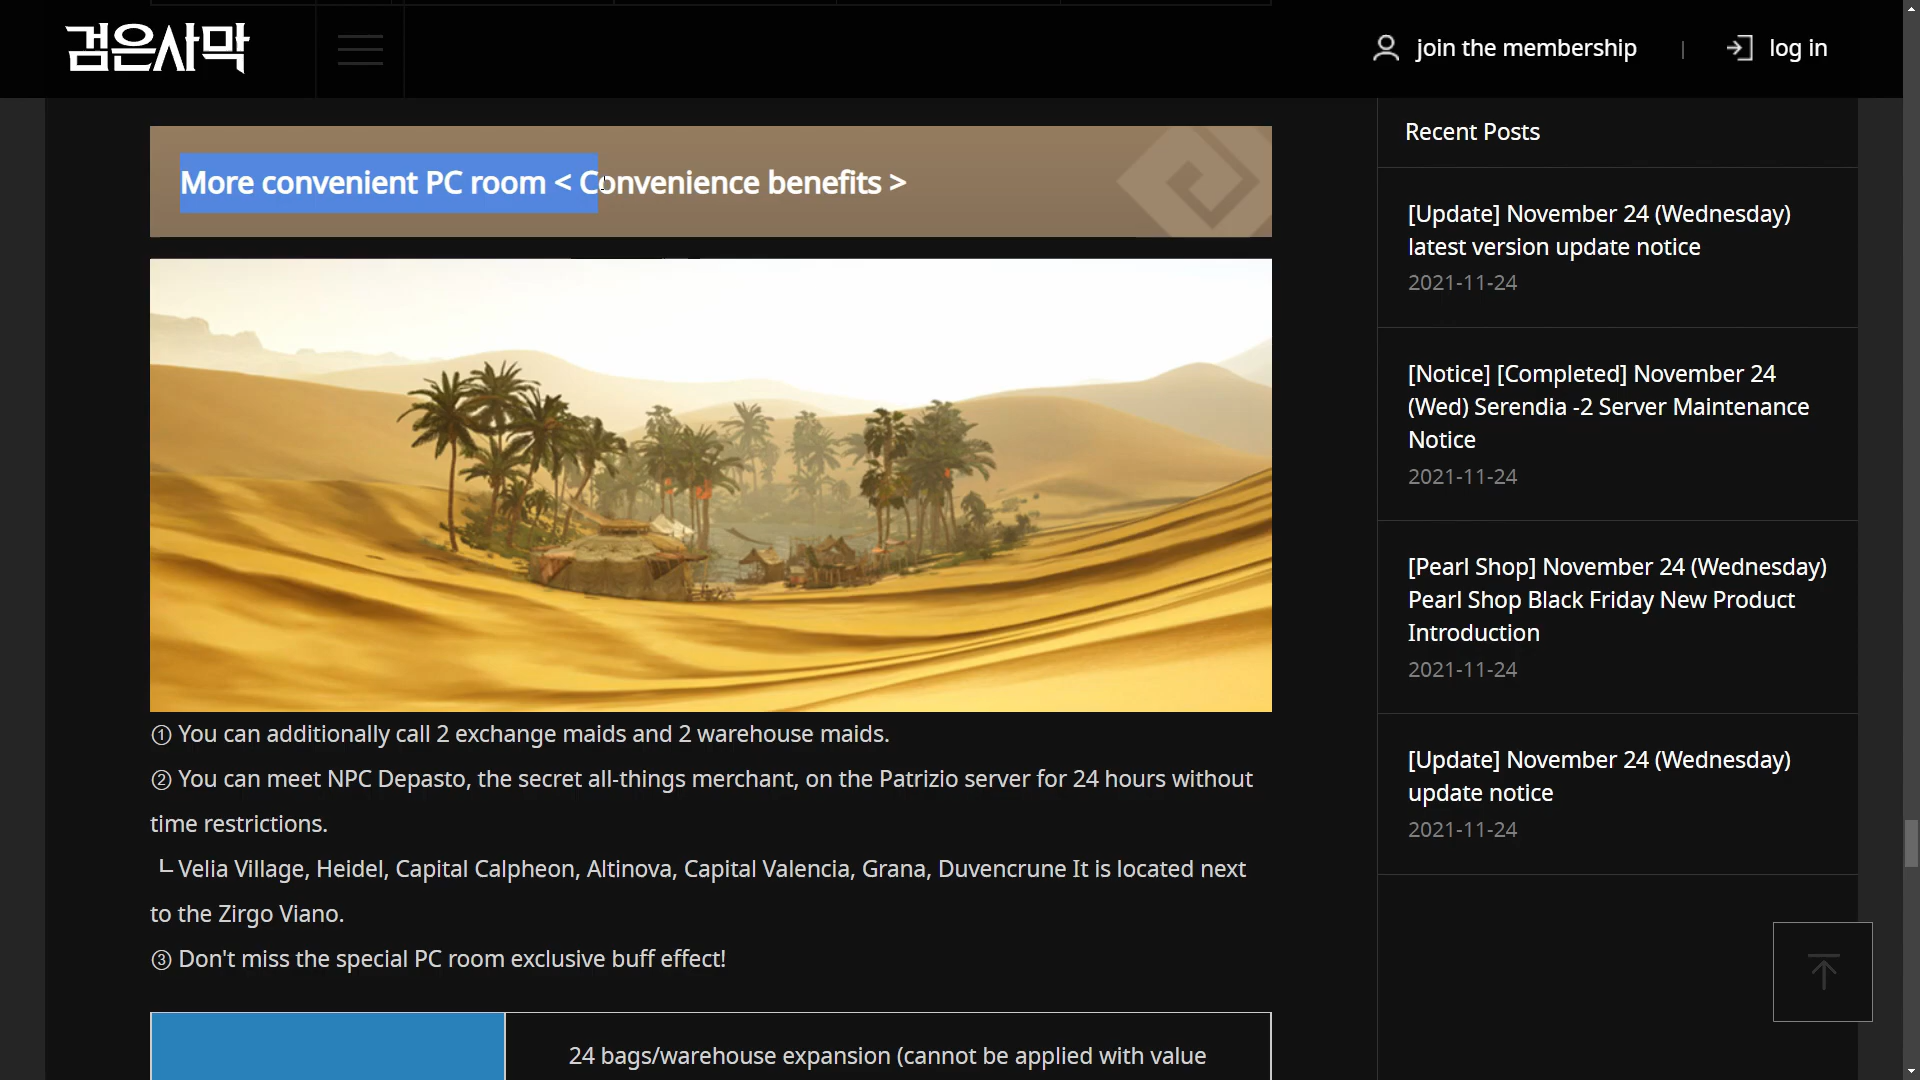 검은사막
join the membership
log in
More convenient PC room < Convenience benefits >
① You can additionally call 2 exchange maids and 2 warehouse maids.
② You can meet NPC Depasto, the secret all-things merchant, on the Patrizio server for 24 hours without
time restrictions.
┗ Velia Village, Heidel, Capital Calpheon, Altinova, Capital Valencia, Grana, Duvencrune It is located next
to the Zirgo Viano.
③ Don't miss the special PC room exclusive buff effect!
24 bags/warehouse expansion (cannot be applied with value
Recent Posts
[Update] November 24 (Wednesday)
latest version update notice
2021-11-24
[Notice] [Completed] November 24
(Wed) Serendia -2 Server Maintenance
Notice
2021-11-24
[Pearl Shop] November 24 (Wednesday)
Pearl Shop Black Friday New Product
Introduction
2021-11-24
[Update] November 24 (Wednesday)
update notice
2021-11-24